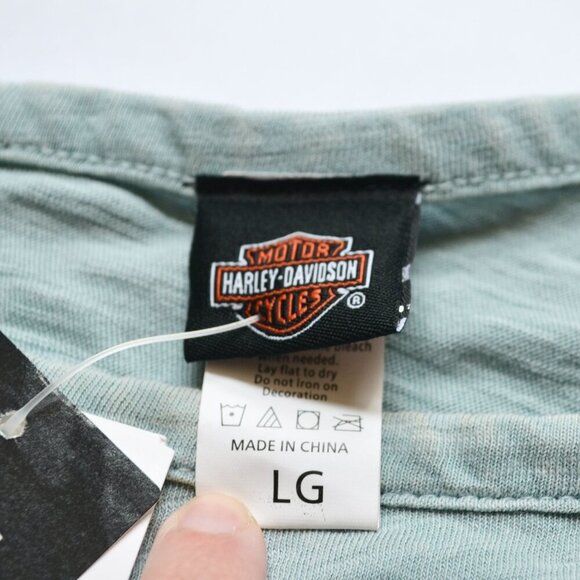 MOTOR
HARLEY-DAVIDSON
CYCLES
®
bleach
When needed.
Lay flat to dry
Do not iron on
Decoration
MADE IN CHINA
LG